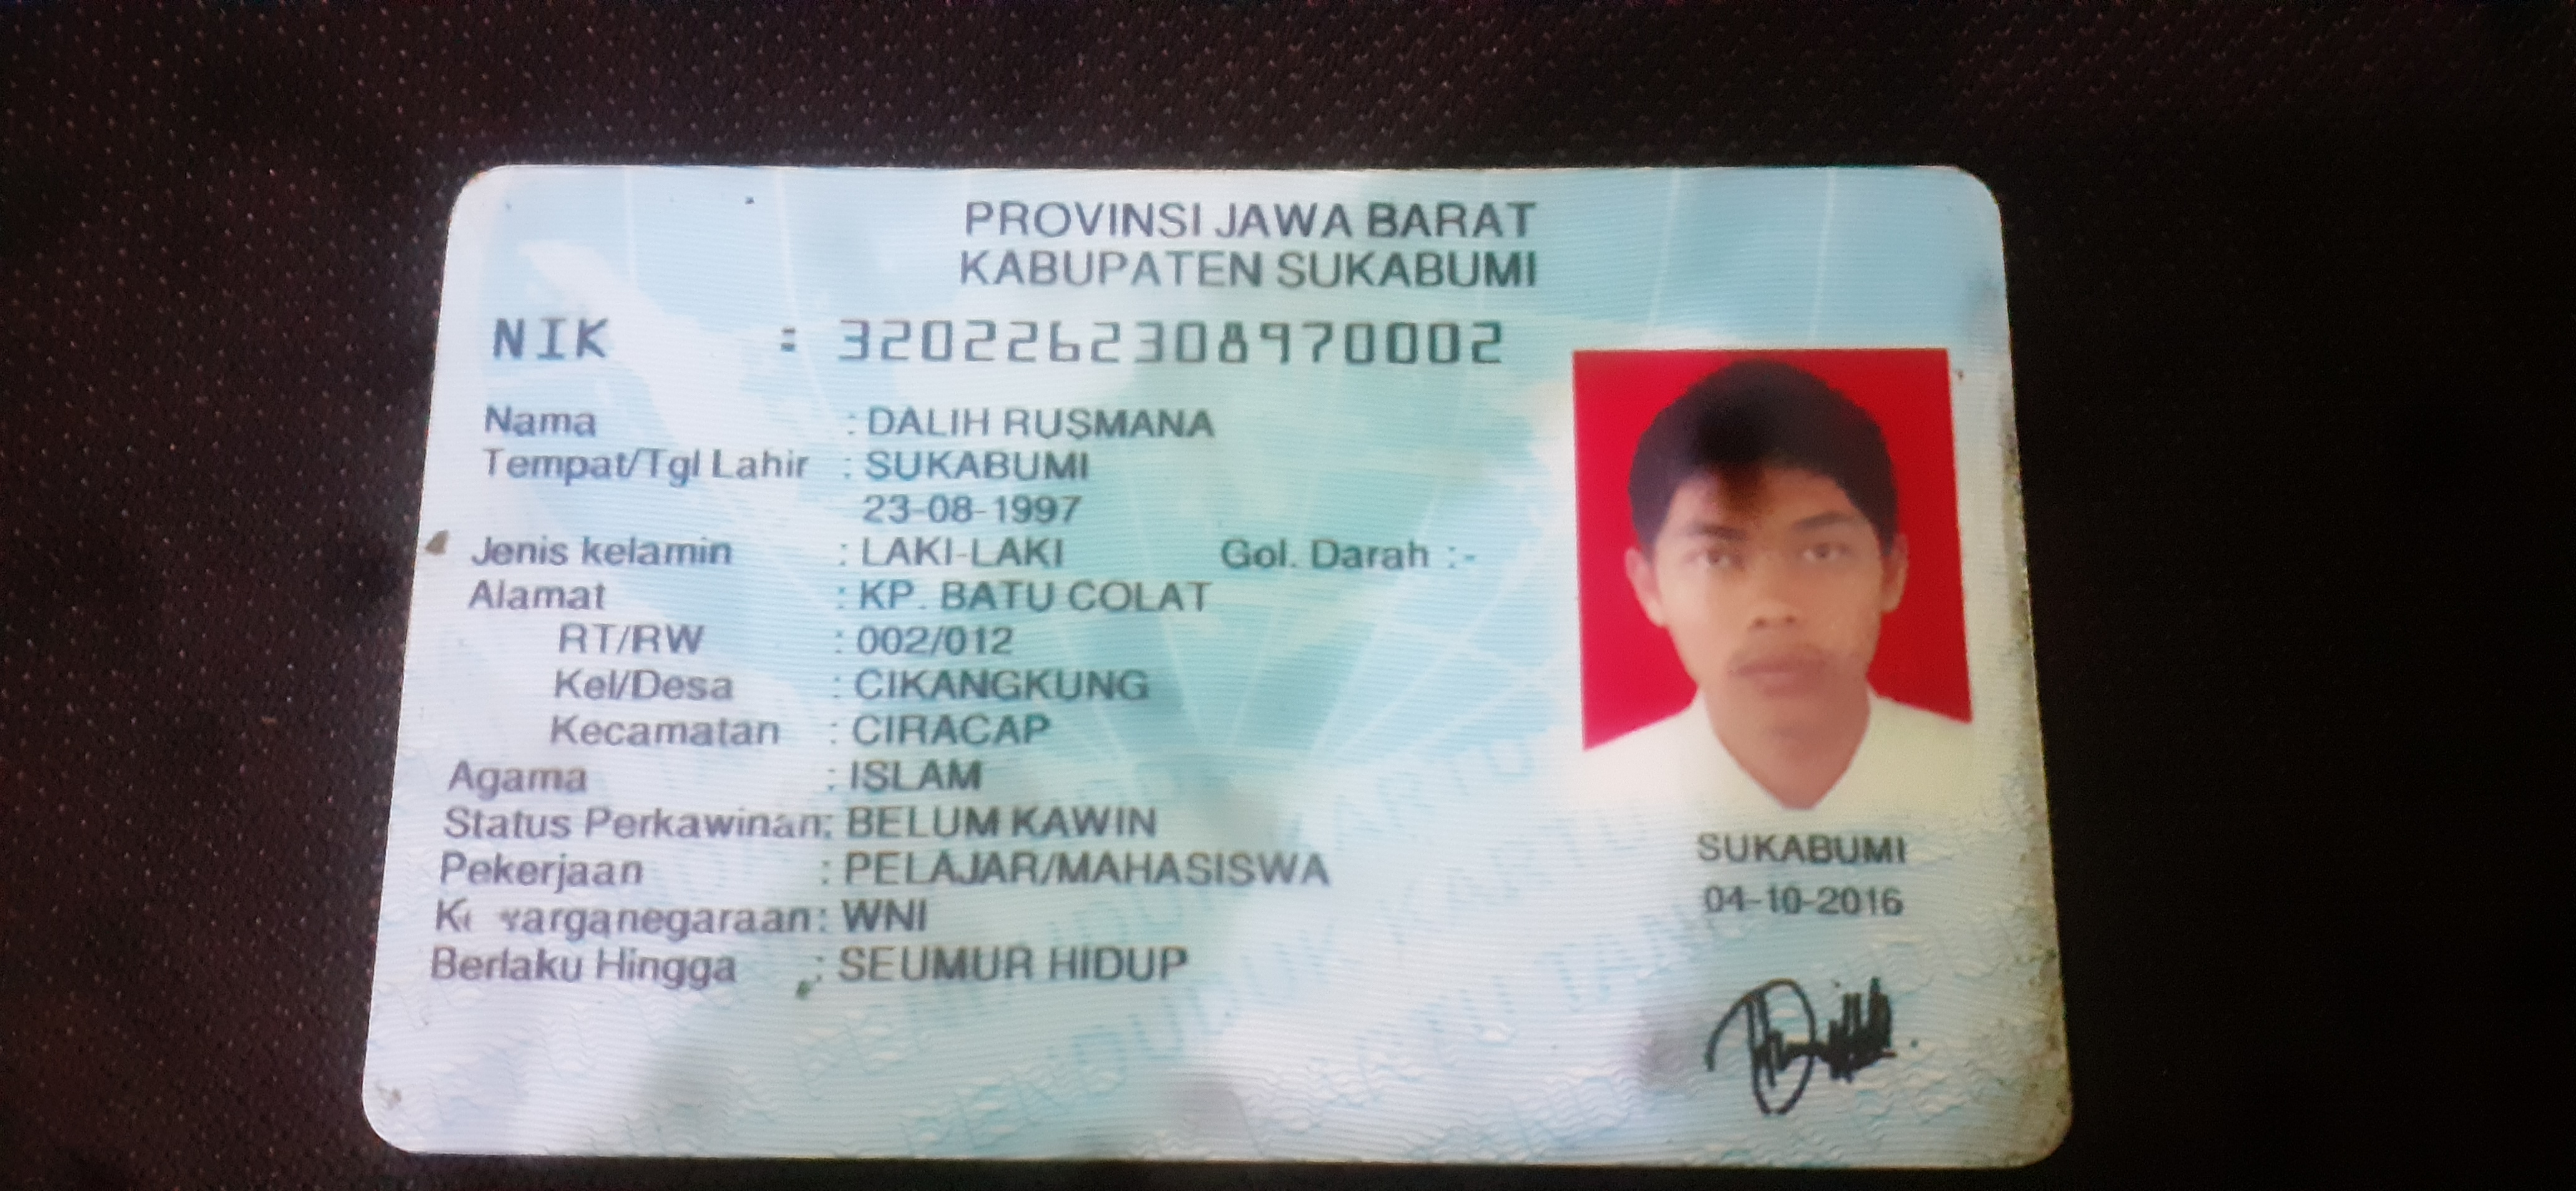 PROVINSI JAWA BARAT
KABUPATEN SUKABUMI
NIK : 3202262308970002
Nama : DALIH RUSMANA
Tempat/Tgl Lahir : SUKABUMI
23-08-1997
Jenis kelamin : LAKI-LAKI Gol. Darah :-
Alamat : KP. BATU COLAT
RT/RW : 002/012
Kel/Desa : CIKANGKUNG
Kecamatan : CIRACAP
Agama : ISLAM
Status Perkawinan: BELUM KAWIN
Pekerjaan : PELAJAR/MAHASISWA
Kewarganegaraan: WNI
Berlaku Hingga : SEUMUR HIDUP
SUKABUMI
04-10-2016